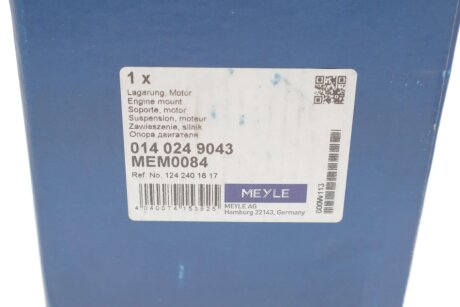 1 x
Lagerung, Motor
Engine mount
Soporte, motor
Suspension, moteur
Zawieszenie, silnik
Опора двигателя
014 024 9043
MEM0084
Ref. No. 124 240 16 17
MEYLE
MEYLE AG
Hamburg 22143, Germany